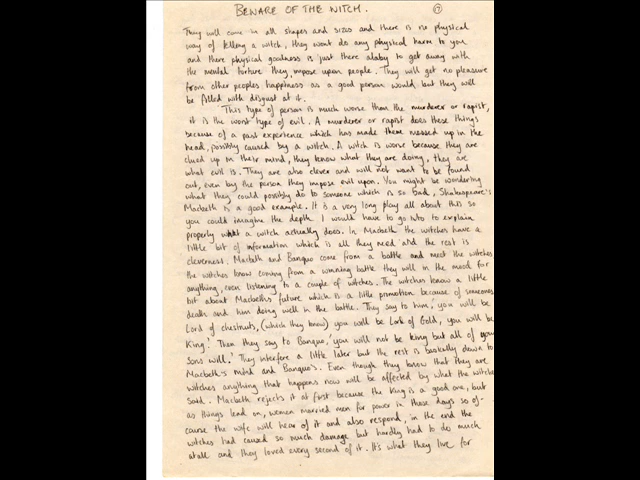 BEWARE OF THE WITCH. 17
They will come in all shapes and sizes and there is no physical
way of telling a witch, they wont do any physical harm to you
and there physical goodness is just there alaby to get away with
the mental torture they impose upon people. They will get no pleasure
from other peoples happiness as a good person would but they will
be filled with disgust at it.
This type of person is much worse than the murderer or rapist,
it is the worst type of evil. A murderer or rapist does these things
because of a past experience which has made them messed up in the
head, possibly caused by a witch. A witch is worse because they are
clued up in their mind, they know what they are doing, they are
what evil is. They are also clever and will not want to be found
out, even by the person they impose evil upon. You might be wondering
what they could possibly do to someone which is so bad, Shakespeare's
Macbeth is a good example. It is a very long play all about this so
you could imagine the depth I would have to go into to explain
properly what a witch actually does. In Macbeth the witches have a
little bit of information which is all they need and the rest is
cleverness. Macbeth and Banquo come from a battle and meet the witches
the witches know coming from a winning battle they will in the mood for
anything, even listening to a couple of witches. The witches know a little
bit about Macbeths future which is a little promotion because of someones
death and him doing well in the battle. They say to him, 'you will be
Lord of chestnuts, (which they know) you will be Lord of Gold, you will be
King'. Then they say to Banquo, 'you will not be king but all of your
sons will.' They interfere a little later but the rest is basically down to
Macbeth's mind and Banquo's. Even though they know that they are
witches anything that happens now will be affected by what the witches
said. Macbeth rejects it at first because the King is a good one, but
as things lead on, women married men for power in those days so of-
cause the wife will hear of it and also respond, in the end the
witches had caused so much damage but hardly had to do much
atall and they loved every second of it. It's what they live for